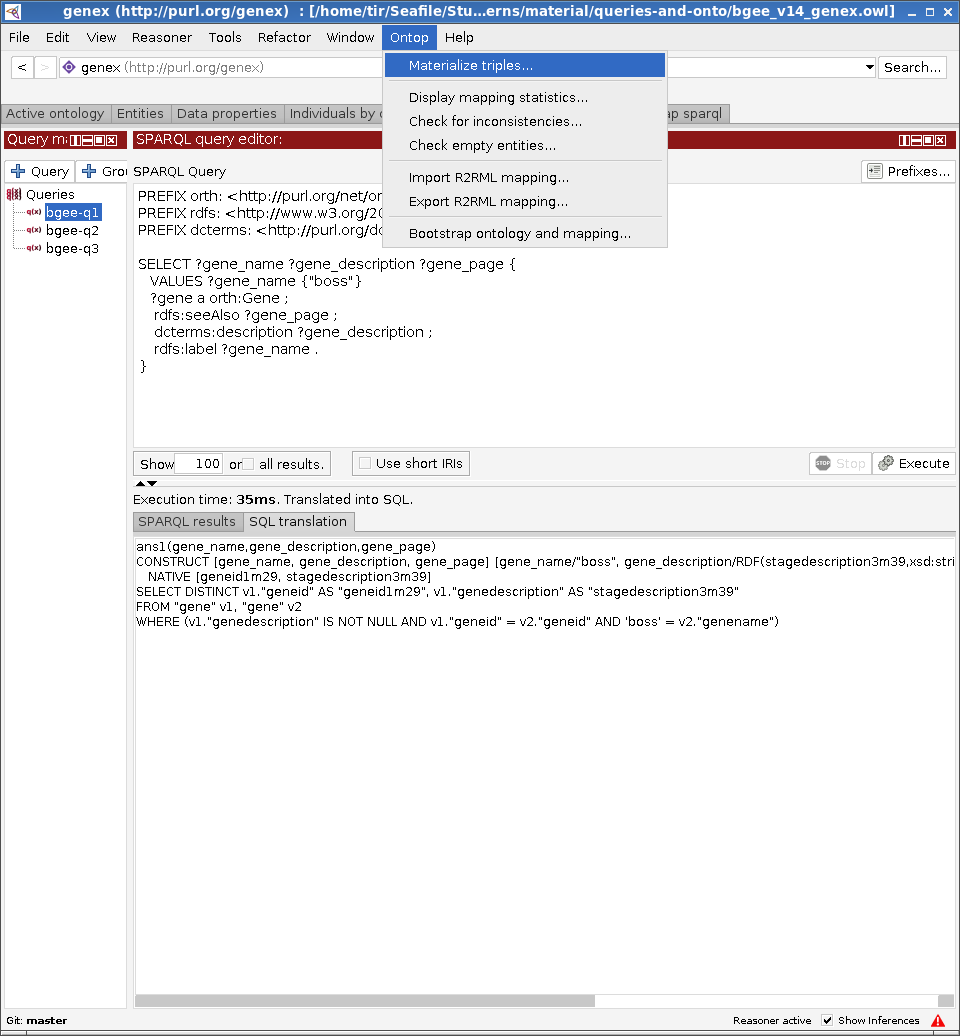 genex (http://purl.org/genex) : [/home/tir/Seafile/Stu...erns/material/queries-and-onto/bgee_v14_genex.owl]
File Edit View Reasoner Tools Refactor Window Ontop Help
< > genex (http://purl.org/genex) Search...
Materialize triples...
Display mapping statistics...
Check for inconsistencies...
Check empty entities...
Import R2RML mapping...
Export R2RML mapping...
Bootstrap ontology and mapping...
Active ontology Entities Data properties Individuals by ap sparql
Query m SPARQL query editor:
Query Grou SPARQL Query Prefixes...
Queries
bgee-q1
bgee-q2
bgee-q3
PREFIX orth: <http://purl.net/or
PREFIX rdfs: <http://www.w3.org/20
PREFIX dcterms: <http://purl.org/dc
SELECT ?gene_name ?gene_description ?gene_page {
VALUES ?gene_name {"boss"}
?gene a orth:Gene ;
rdfs:seeAlso ?gene_page ;
dcterms:description ?gene_description ;
rdfs:label ?gene_name .
}
Show 100 or all results. Use short IRIs Stop Execute
Execution time: 35ms. Translated into SQL.
SPARQL results SQL translation
ans1(gene_name,gene_description,gene_page)
CONSTRUCT [gene_name, gene_description, gene_page] [gene_name/"boss", gene_description/RDF(stagedescription3m39,xsd:stri
NATIVE [geneid1m29, stagedescription3m39]
SELECT DISTINCT v1."geneid" AS "geneid1m29", v1."genedescription" AS "stagedescription3m39"
FROM "gene" v1, "gene" v2
WHERE (v1."genedescription" IS NOT NULL AND v1."geneid" = v2."geneid" AND 'boss' = v2."genename")
Git: master Reasoner active Show Inferences